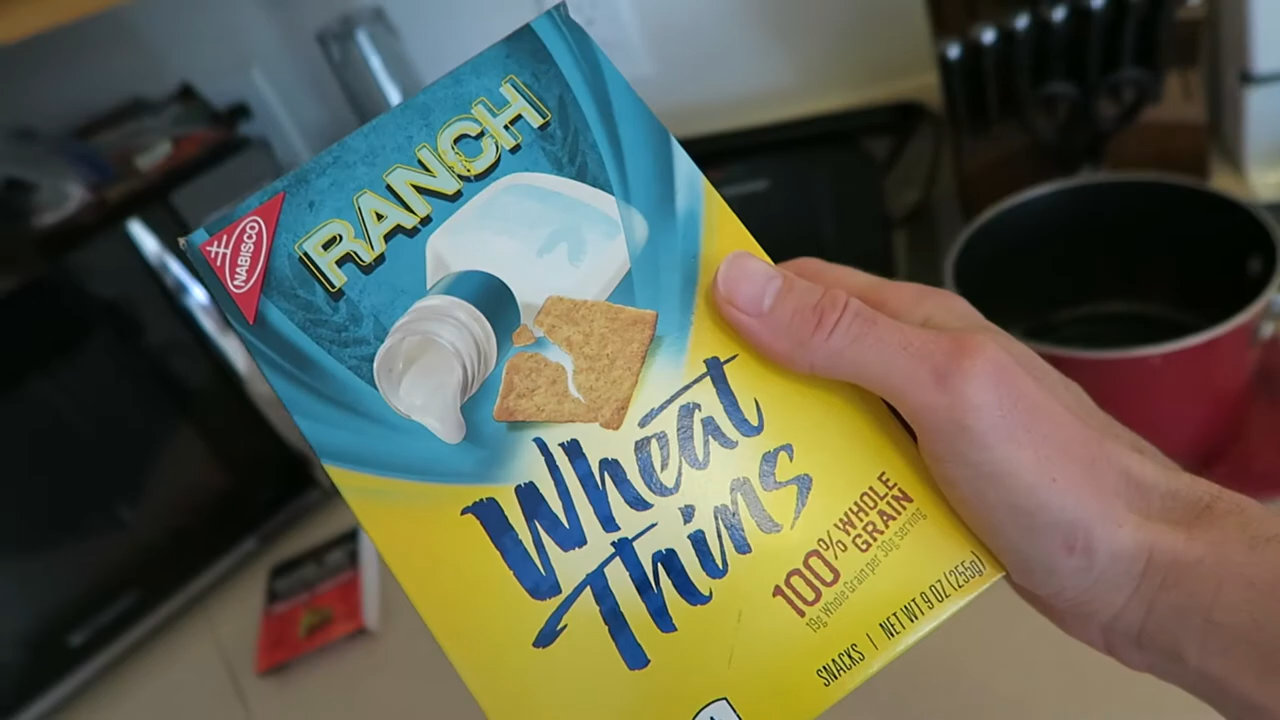 RANCH
NABISCO
Wheat
Thins
100% WHOLE
GRAIN
19g Whole Grain per 30g serving
SNACKS | NET WT 9 OZ (255g)